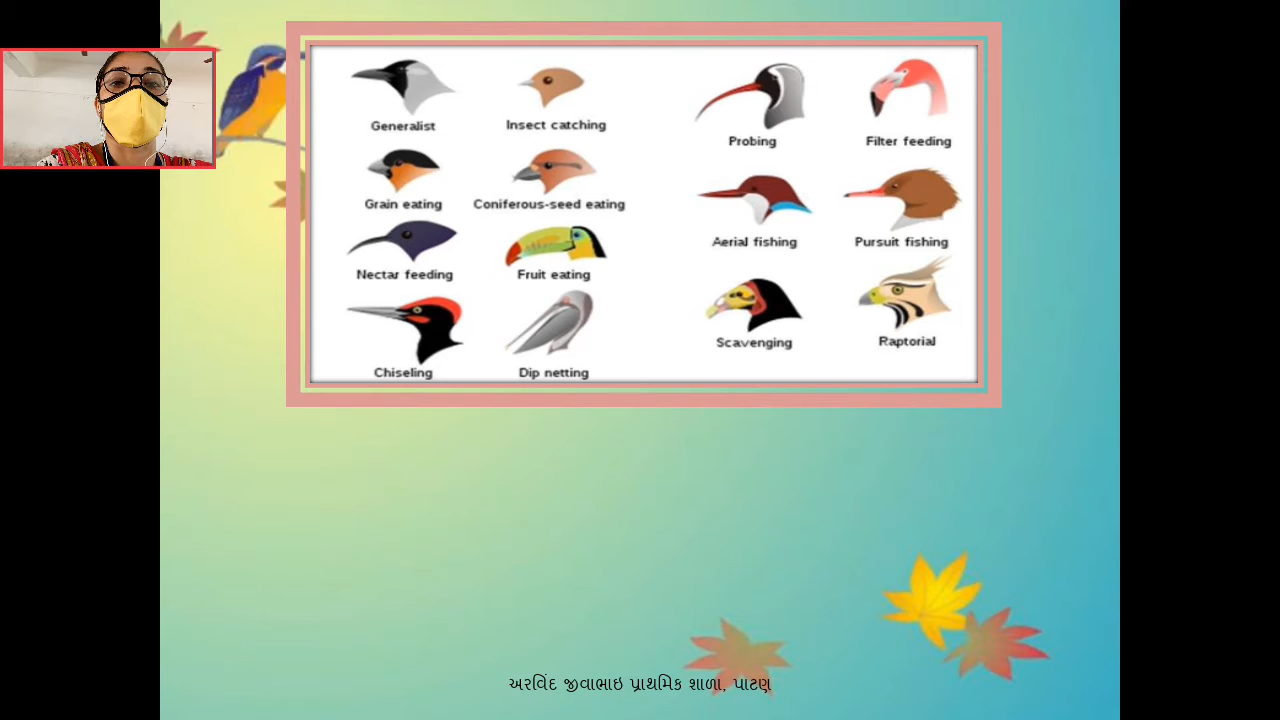 Generalist
Insect catching
Probing
Filter feeding
Grain eating
Coniferous-seed eating
Aerial fishing
Pursuit fishing
Nectar feeding
Fruit eating
Scavenging
Raptorial
Chiseling
Dip netting
અરવિંદ જીવાભાઇ પ્રાથમિક શાળા, પાટણ